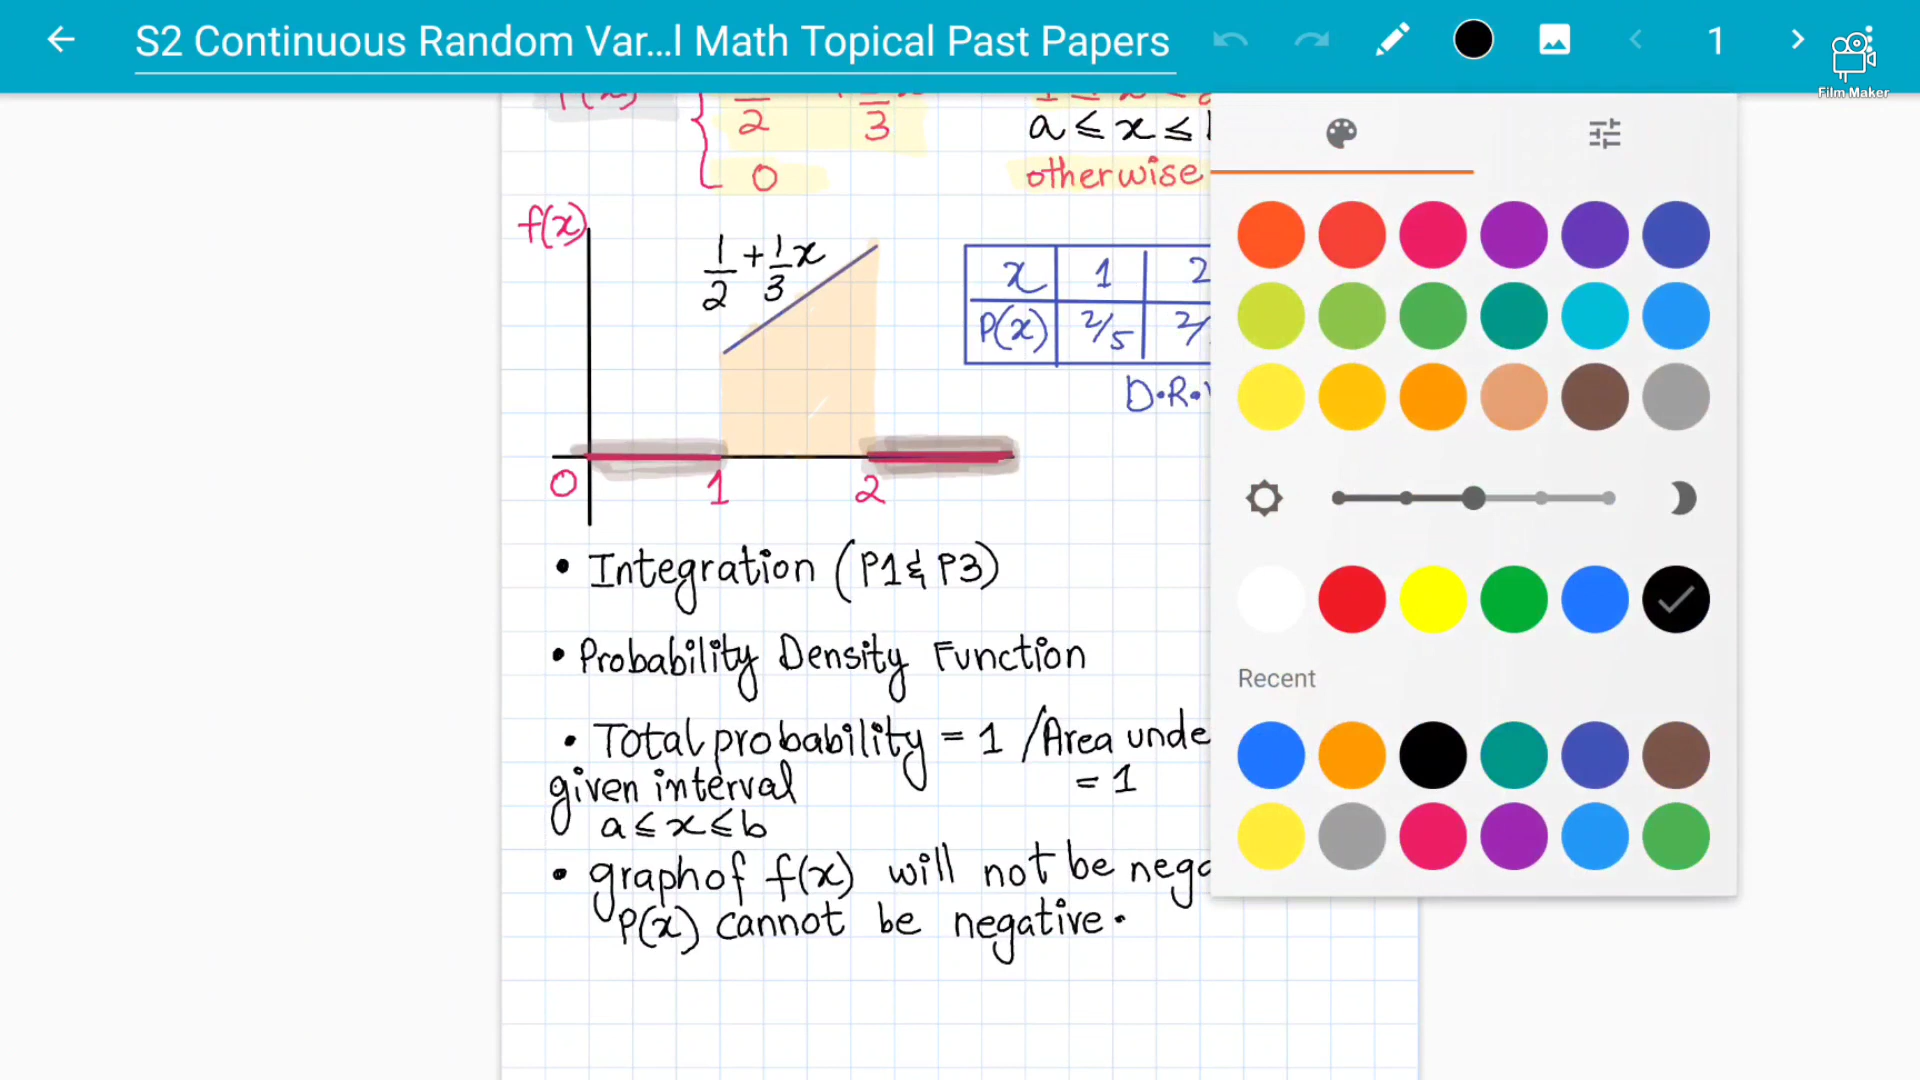 S2 Continuous Random Var...l Math Topical Past Papers
1
Film Maker
2 3
a ≤ x ≤
0 otherwise
f(x)
1/2 + 1/3 x
x 1 2
P(x) 2/5
D.R.
0 1 2
• Integration (P1 & P3)
• Probability Density Function
• Total probability = 1 / Area unde
given interval = 1
a ≤ x ≤ b
• graph of f(x) will not be nega
P(x) cannot be negative.
Recent